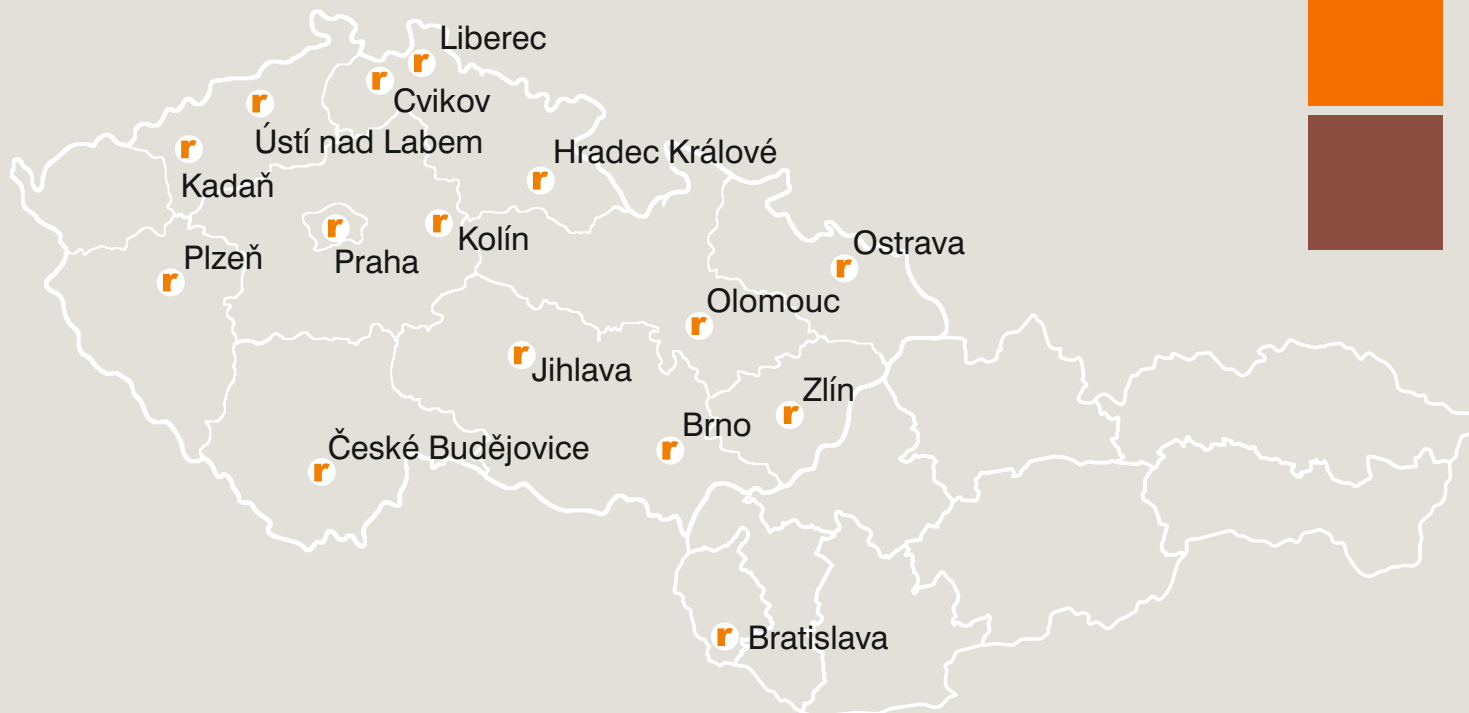 Liberec
r
r
Cvikov
r
Ústí nad Labem
r
Kadaň
Hradec Králové
r
r
Praha
r
Kolín
Plzeň
r
Ostrava
r
Olomouc
r
r
Jihlava
Zlín
r
Brno
r
České Budějovice
r
r Bratislava